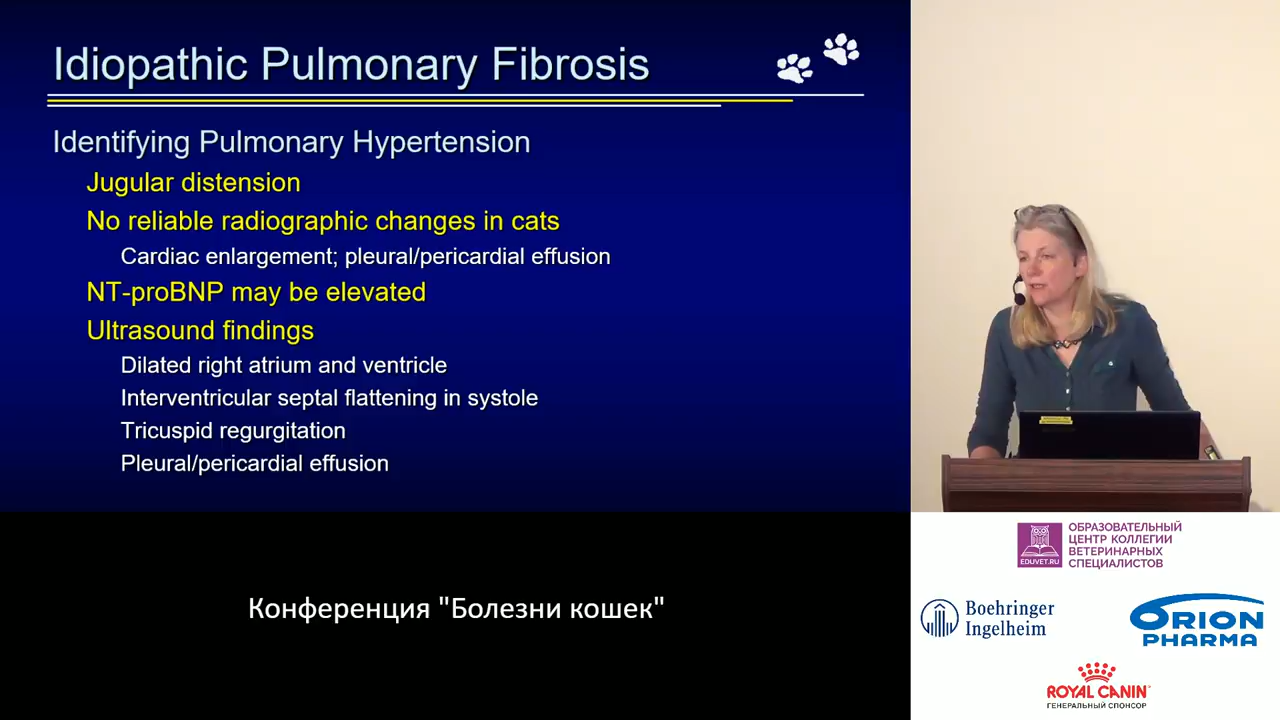 Idiopathic Pulmonary Fibrosis
Identifying Pulmonary Hypertension
Jugular distension
No reliable radiographic changes in cats
Cardiac enlargement; pleural/pericardial effusion
NT-proBNP may be elevated
Ultrasound findings
Dilated right atrium and ventricle
Interventricular septal flattening in systole
Tricuspid regurgitation
Pleural/pericardial effusion
Конференция "Болезни кошек"
ОБРАЗОВАТЕЛЬНЫЙ
ЦЕНТР КОЛЛЕГИИ
ВЕТЕРИНАРНЫХ
СПЕЦИАЛИСТОВ
EDUVET.RU
Boehringer
Ingelheim
ORION
PHARMA
ROYAL CANIN
ГЕНЕРАЛЬНЫЙ СПОНСОР